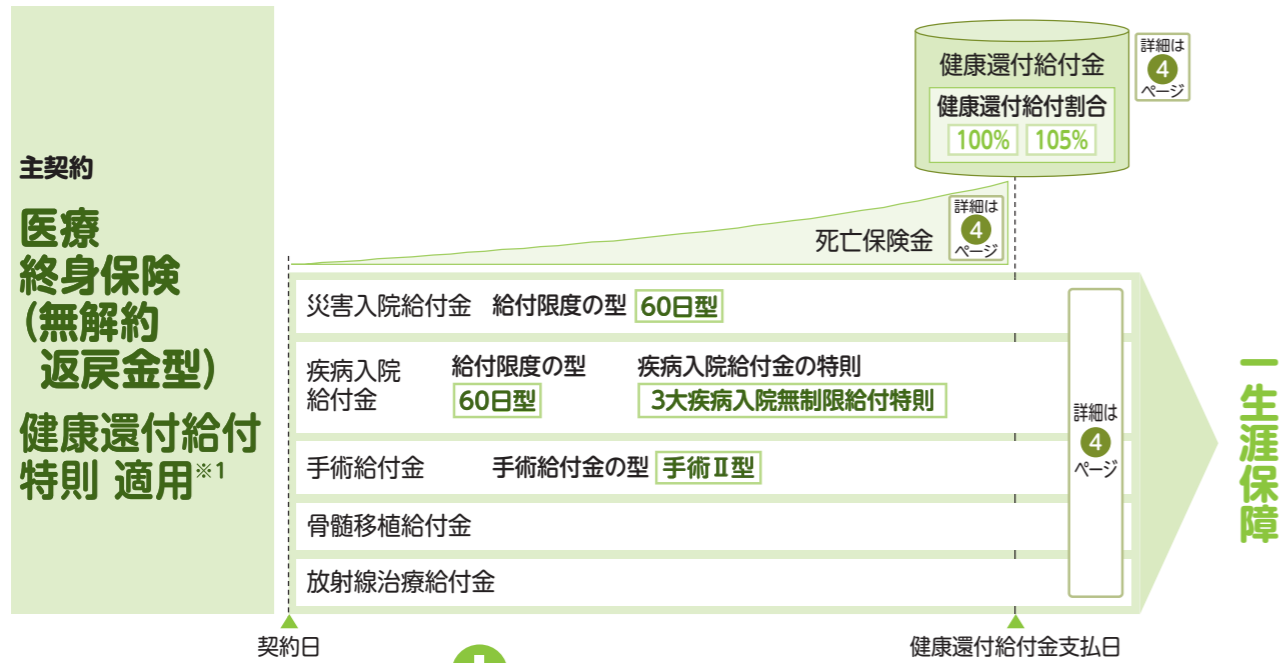 主契約
医療
終身保険
(無解約
返戻金型)
健康還付給付
特則 適用※1
健康還付給付金
健康還付給付割合
100% 105%
詳細は
4
ページ
死亡保険金
詳細は
4
ページ
災害入院給付金 給付限度の型 60日型
疾病入院
給付金
給付限度の型
60日型
疾病入院給付金の特則
3大疾病入院無制限給付特則
手術給付金 手術給付金の型 手術Ⅱ型
骨髄移植給付金
放射線治療給付金
詳細は
4
ページ
一生涯保障
契約日
健康還付給付金支払日